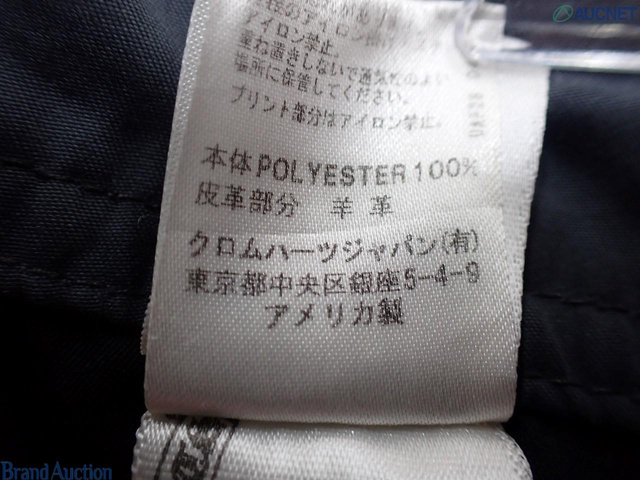 AUCNET
アイロン禁止。
重ね置きしないで通気性のよい
場所に保管してください。
プリント部分はアイロン禁止。
本体POLYESTER100%
皮革部分 羊革
クロムハーツジャパン(有)
東京都中央区銀座5-4-9
アメリカ製
Brand Auction